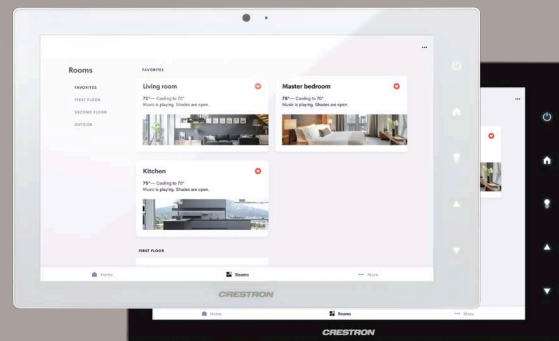 Rooms
FAVORITES
FIRST FLOOR
SECOND FLOOR
OUTSIDE
FAVORITES
Living room
75°— Cooling to 70°
Music is playing. Shades are open.
Master bedroom
75°— Cooling to 70°
Music is playing. Shades are open.
Kitchen
75°— Cooling to 70°
Music is playing. Shades are open.
FIRST FLOOR
Home
Rooms
More
CRESTRON
Home
Rooms
More
CRESTRON